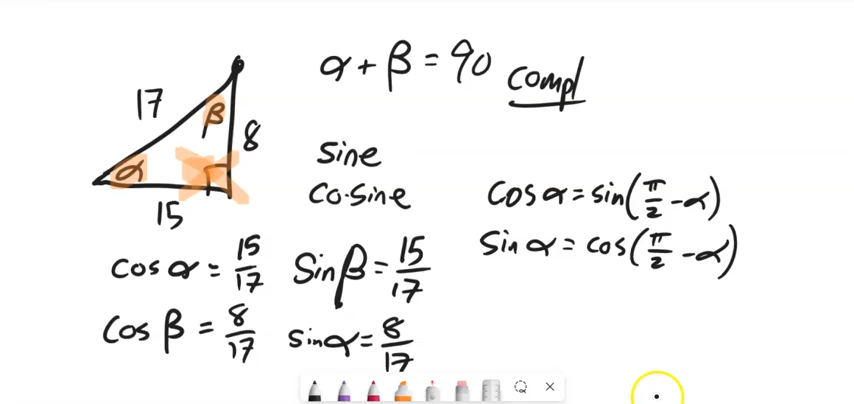 α + β = 90 compl
17
β
8
α
15
Sine
Co·Sine
cos α = 15/17
Sin β = 15/17
Cos β = 8/17
sin α = 8/17
Cos α = sin(π/2 - α)
Sin α = cos(π/2 - α)